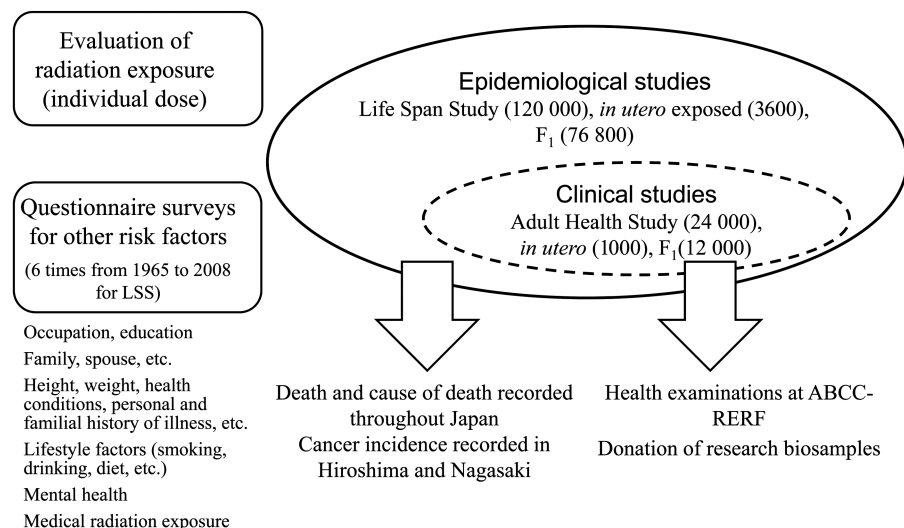 Evaluation of
radiation exposure
(individual dose)
Questionnaire surveys
for other risk factors
(6 times from 1965 to 2008
for LSS)
Occupation, education
Family, spouse, etc.
Height, weight, health
conditions, personal and
familial history of illness, etc.
Lifestyle factors (smoking,
drinking, diet, etc.)
Mental health
Medical radiation exposure
Epidemiological studies
Life Span Study (120 000), in utero exposed (3600),
F₁ (76 800)
Clinical studies
Adult Health Study (24 000),
in utero (1000), F₁(12 000)
Death and cause of death recorded
throughout Japan
Cancer incidence recorded in
Hiroshima and Nagasaki
Health examinations at ABCC-
RERF
Donation of research biosamples